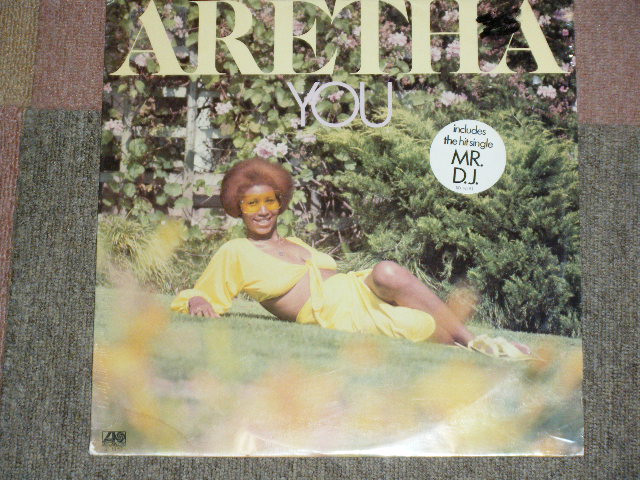 ARETHA
YOU
includes
the hit single
MR.
D.J.